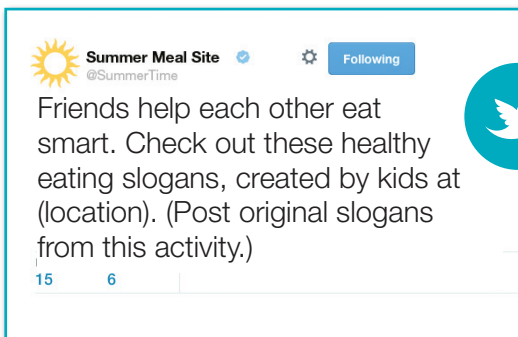 Summer Meal Site
@SummerTime
Following
Friends help each other eat
smart. Check out these healthy
eating slogans, created by kids at
(location). (Post original slogans
from this activity.)
15 6